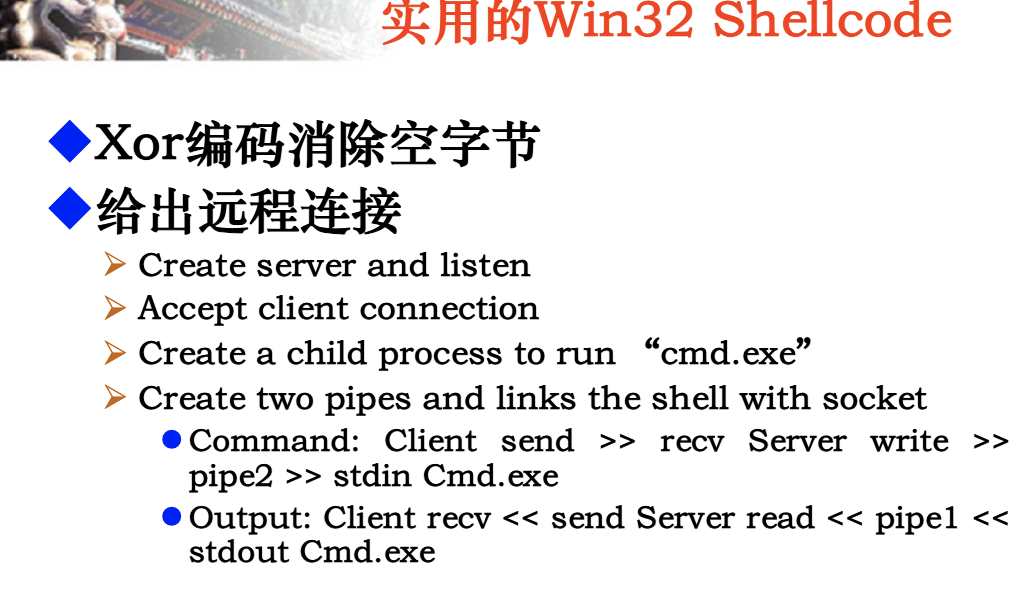 实用的Win32 Shellcode
Xor编码消除空字节
给出远程连接
Create server and listen
Accept client connection
Create a child process to run “cmd.exe”
Create two pipes and links the shell with socket
Command: Client send >> recv Server write >>
pipe2 >> stdin Cmd.exe
Output: Client recv << send Server read << pipe1 <<
stdout Cmd.exe